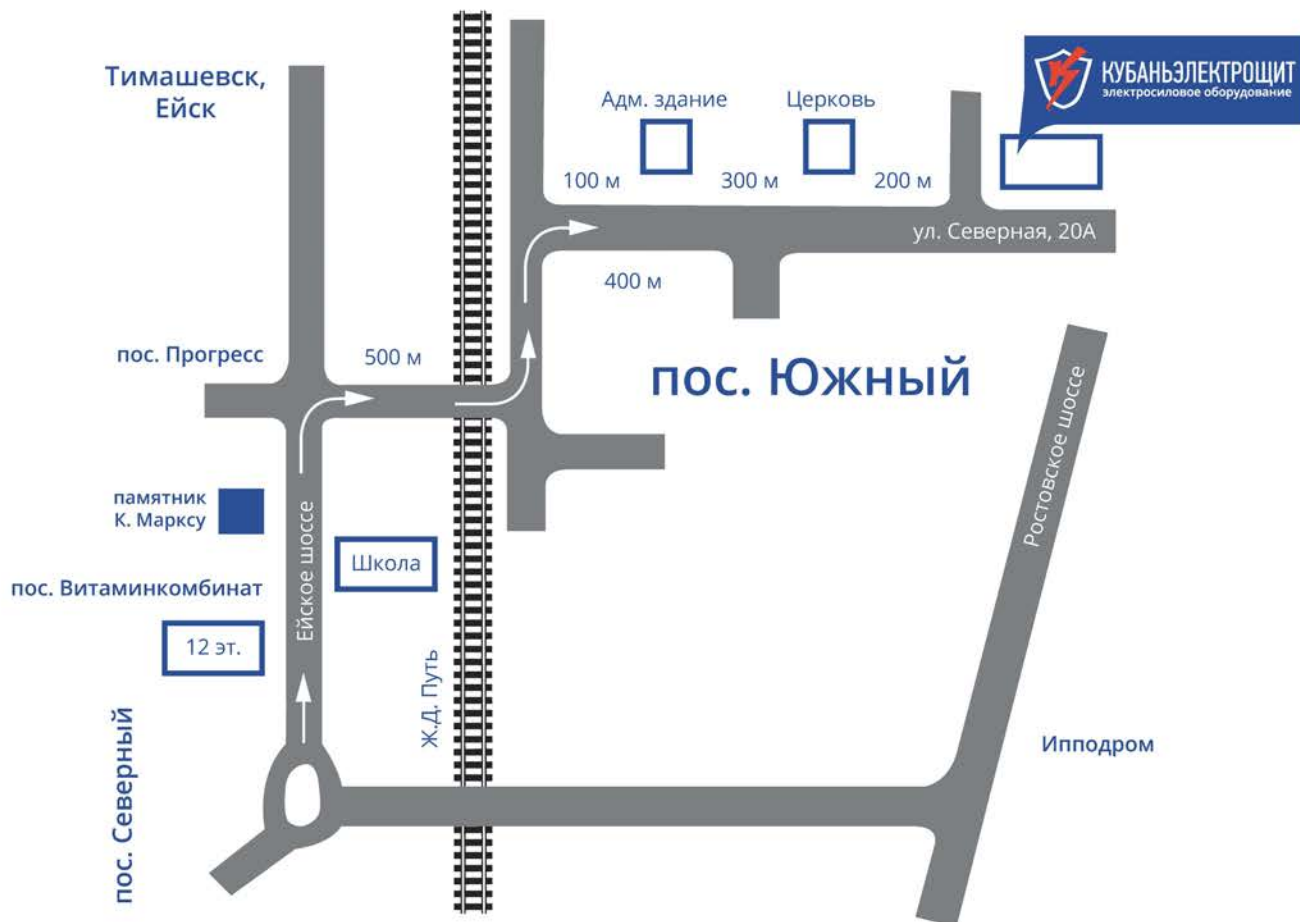 КУБАНЬЭЛЕКТРОЩИТ
электросиловое оборудование
Тимашевск,
Ейск
Адм. здание
Церковь
100 м
300 м
200 м
ул. Северная, 20А
400 м
пос. Прогресс
500 м
пос. Южный
Ростовское шоссе
памятник
К. Марксу
Ейское шоссе
Школа
пос. Витаминкомбинат
12 эт.
Ж.Д. Путь
пос. Северный
Ипподром